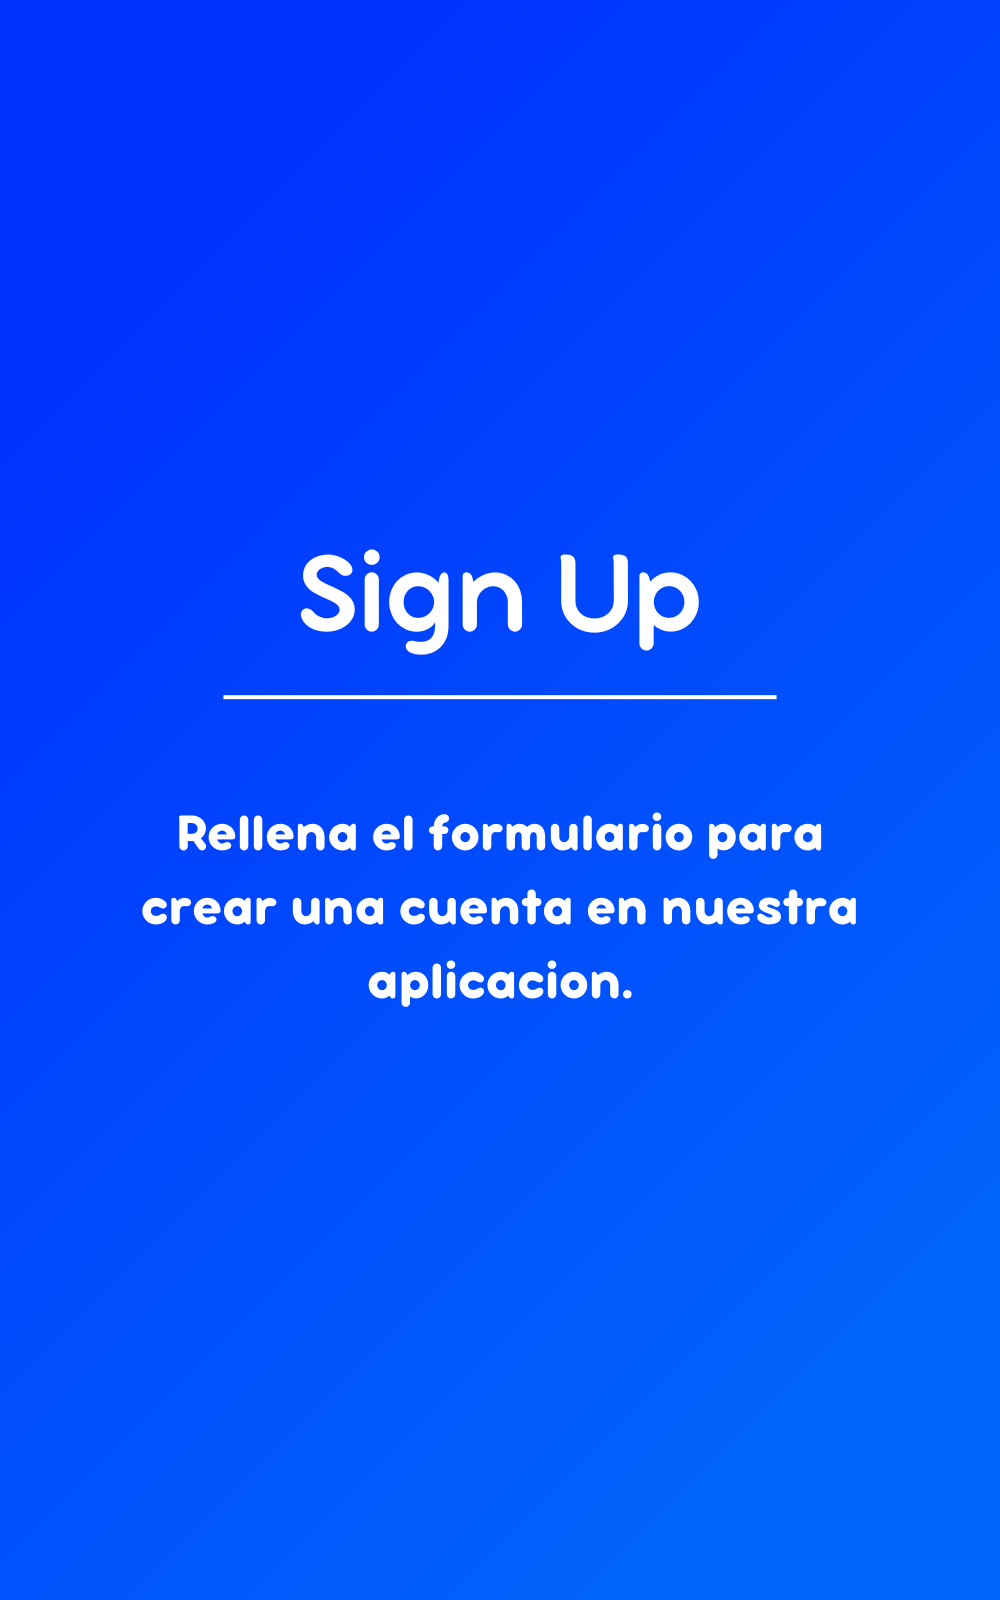 Sign Up
Rellena el formulario para
crear una cuenta en nuestra
aplicacion.